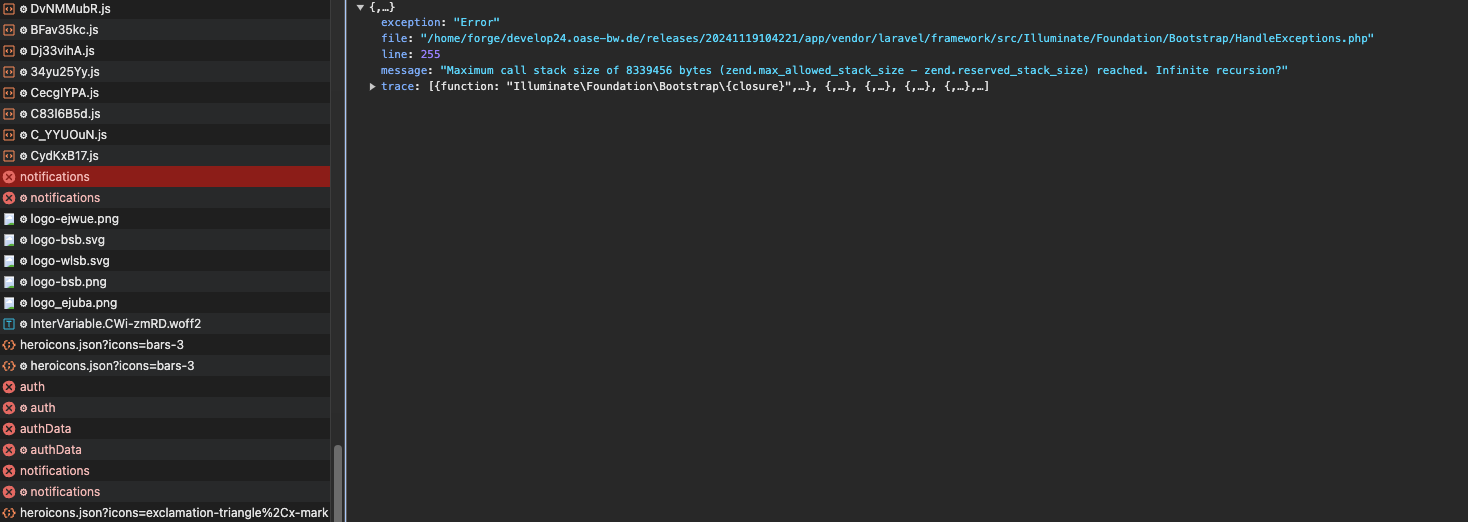 DvNMMubR.js
BFav35kc.js
Dj33vihA.js
34yu25Yy.js
CecgIYPA.js
C83I6B5d.js
C_YYUOuN.js
CydKxB17.js
notifications
notifications
logo-ejwue.png
logo-bsb.svg
logo-wlsb.svg
logo-bsb.png
logo_ejuba.png
InterVariable.CWi-zmRD.woff2
heroicons.json?icons=bars-3
heroicons.json?icons=bars-3
auth
auth
authData
authData
notifications
notifications
heroicons.json?icons=exclamation-triangle%2Cx-mark
{,…}
exception: "Error"
file: "/home/forge/develop24.oase-bw.de/releases/20241119104221/app/vendor/laravel/framework/src/Illuminate/Foundation/Bootstrap/HandleExceptions.php"
line: 255
message: "Maximum call stack size of 8339456 bytes (zend.max_allowed_stack_size - zend.reserved_stack_size) reached. Infinite recursion?"
trace: [{function: "Illuminate\Foundation\Bootstrap\{closure}",…}, {,…}, {,…}, {,…}, {,…},…]